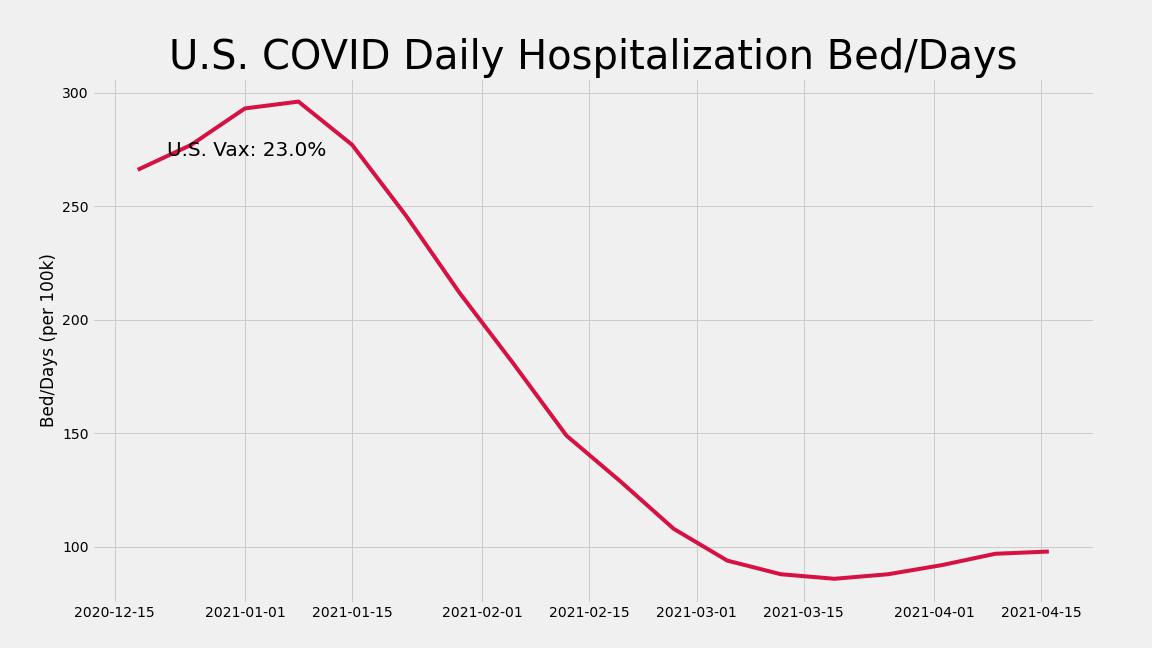 U.S. COVID Daily Hospitalization Bed/Days
300
U.S. Vax: 23.0%
250
200
Bed/Days (per 100k)
150
100
2020-12-15 2021-01-01 2021-01-15 2021-02-01 2021-02-15 2021-03-01 2021-03-15 2021-04-01 2021-04-15